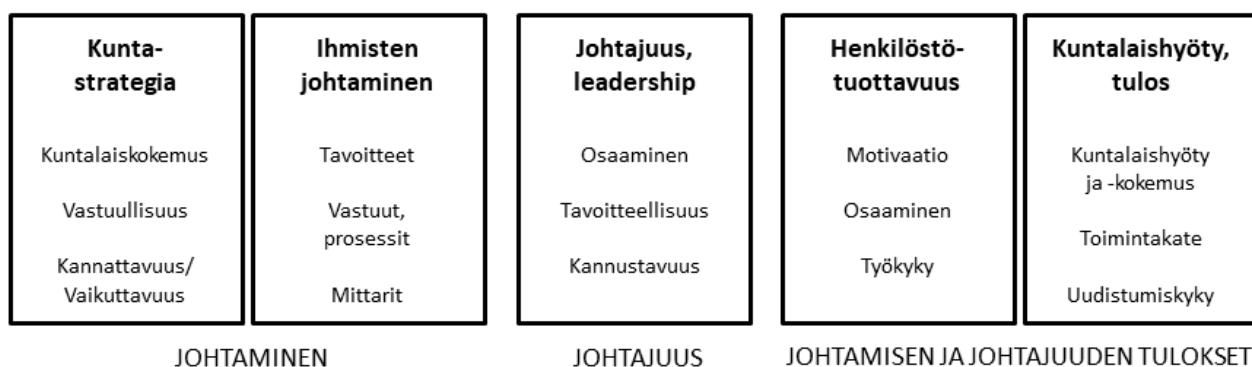 Kunta-
strategia
Kuntalaiskokemus
Vastuullisuus
Kannattavuus/
Vaikuttavuus
Ihmisten
johtaminen
Tavoitteet
Vastuut,
prosessit
Mittarit
JOHTAMINEN
Johtajuus,
leadership
Osaaminen
Tavoitteellisuus
Kannustavuus
JOHTAJUUS
Henkilöstö-
tuottavuus
Motivaatio
Osaaminen
Työkyky
Kuntalaishyöty,
tulos
Kuntalaishyöty
ja -kokemus
Toimintakate
Uudistumiskyky
JOHTAMISEN JA JOHTAJUUDEN TULOKSET